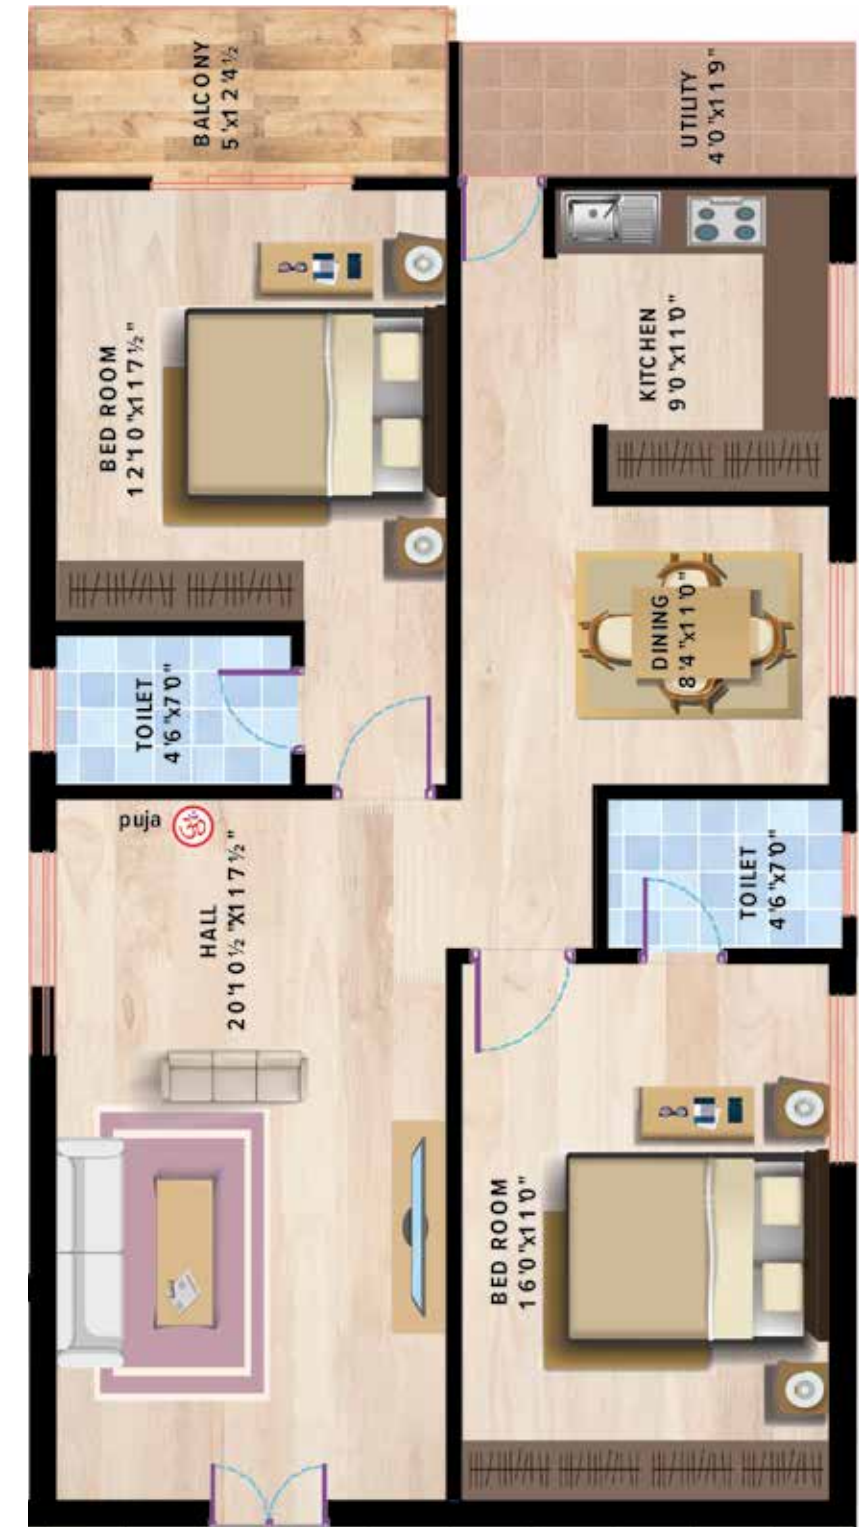 BALCONY
5'x12'4½
UTILITY
4'0"x11'9"
BED ROOM
12'10"x11'7½"
KITCHEN
9'0"x11'0"
TOILET
4'6"x7'0"
DINING
8'4"x11'0"
puja
ॐ
HALL
20'10½"X11'7½"
TOILET
4'6"x7'0"
BED ROOM
16'0"x11'0"